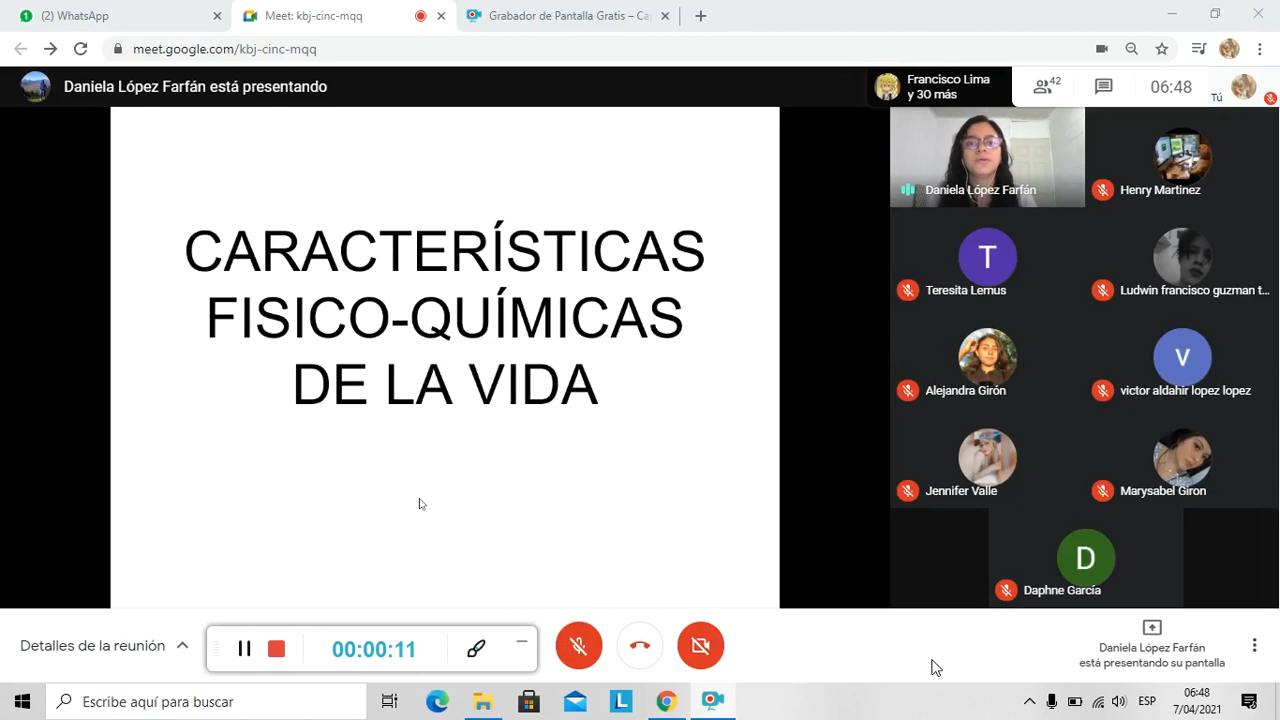 (2) WhatsApp
Meet: kbj-cinc-mqq
Grabador de Pantalla Gratis – Ca
meet.google.com/kbj-cinc-mqq
Daniela López Farfán está presentando
Francisco Lima
y 30 más
42
06:48
Tú
CARACTERÍSTICAS
FISICO-QUÍMICAS
DE LA VIDA
Daniela López Farfán
Henry Martinez
T
Teresita Lemus
Ludwin francisco guzman t...
Alejandra Girón
V
victor aldahir lopez lopez
Jennifer Valle
Marysabel Giron
D
Daphne García
Detalles de la reunión
00:00:11
Daniela López Farfán
está presentando su pantalla
Escribe aquí para buscar
L
ESP
06:48
7/04/2021